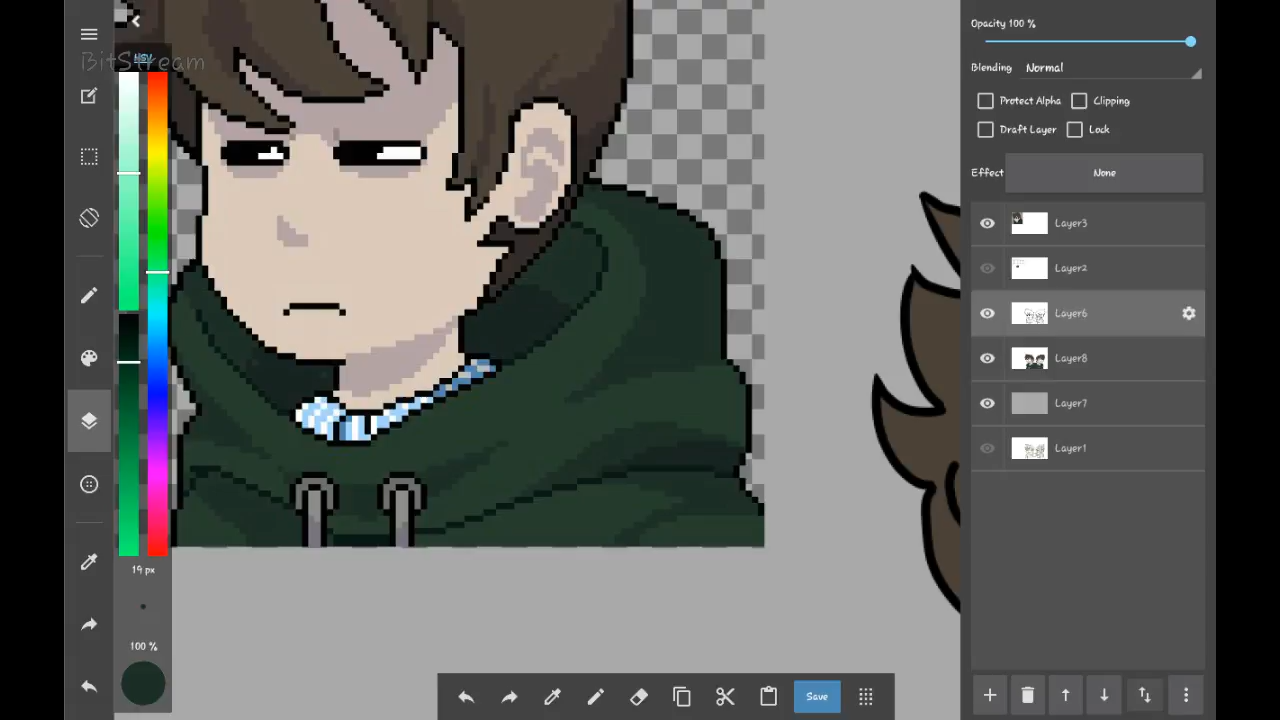 BitStream
HSV
19 px
100 %
Save
Opacity 100 %
Blending Normal
Protect Alpha
Clipping
Draft Layer
Lock
Effect None
Layer3
Layer2
Layer6
Layer8
Layer7
Layer1